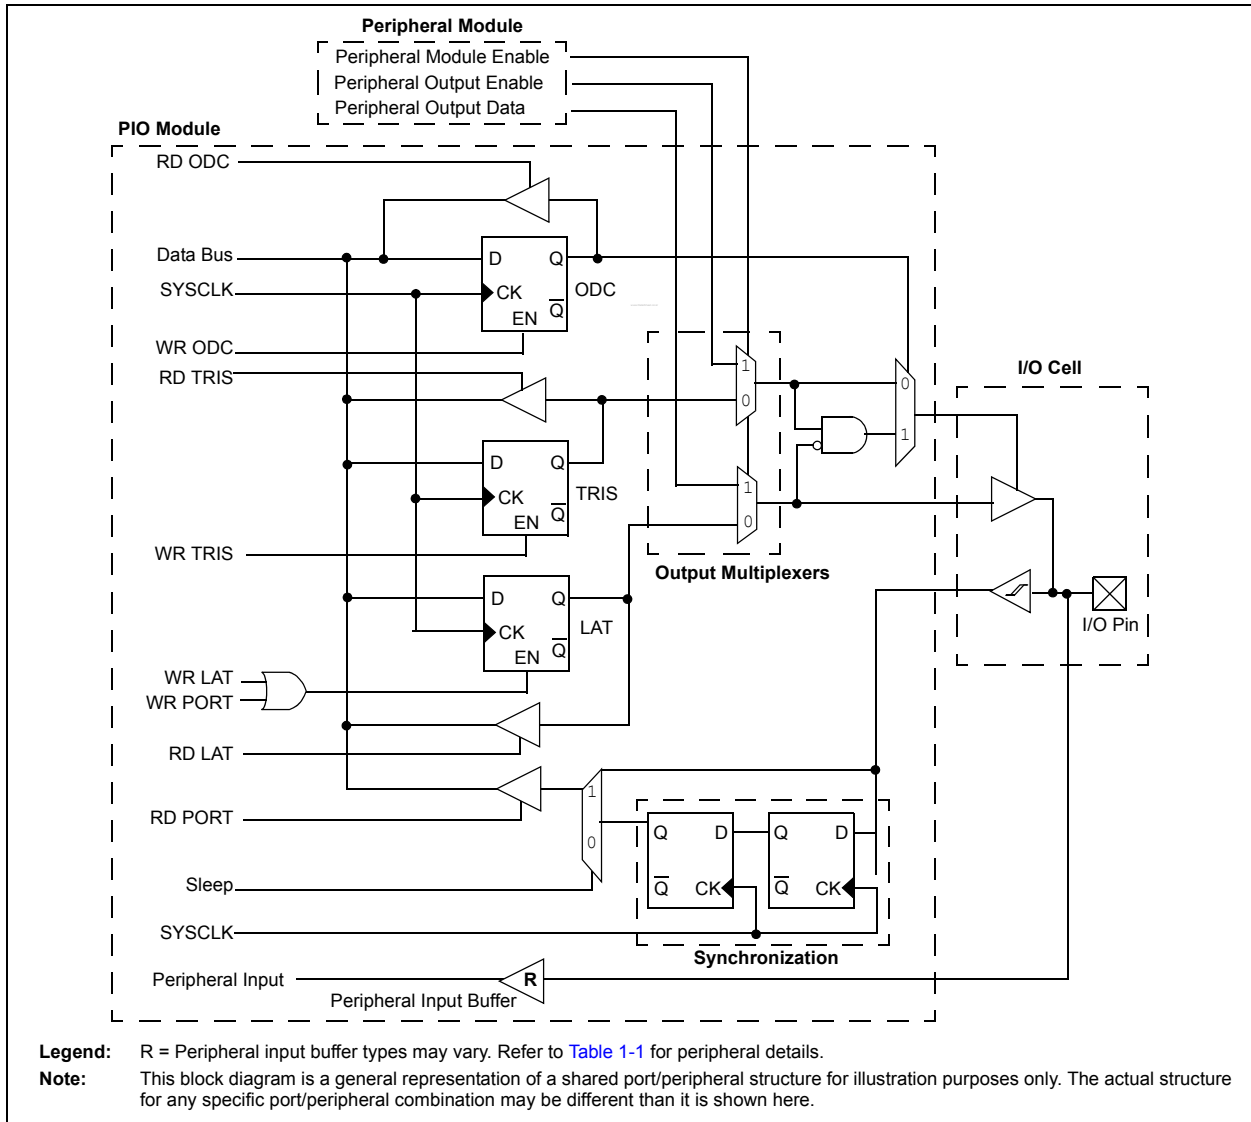 Peripheral Module
Peripheral Module Enable
Peripheral Output Enable
Peripheral Output Data
PIO Module
RD ODC
Data Bus
D Q
SYSCLK
CK
ODC
Q
EN
WR ODC
RD TRIS
1
0
0
1
I/O Cell
D Q
CK
TRIS
Q
EN
WR TRIS
1
0
Output Multiplexers
D Q
CK
LAT
Q
EN
I/O Pin
WR LAT
WR PORT
RD LAT
RD PORT
1
0
Q D
Q CK
Q D
Q CK
Sleep
SYSCLK
Synchronization
Peripheral Input
R
Peripheral Input Buffer
Legend: R = Peripheral input buffer types may vary. Refer to Table 1-1 for peripheral details.
Note: This block diagram is a general representation of a shared port/peripheral structure for illustration purposes only. The actual structure
for any specific port/peripheral combination may be different than it is shown here.